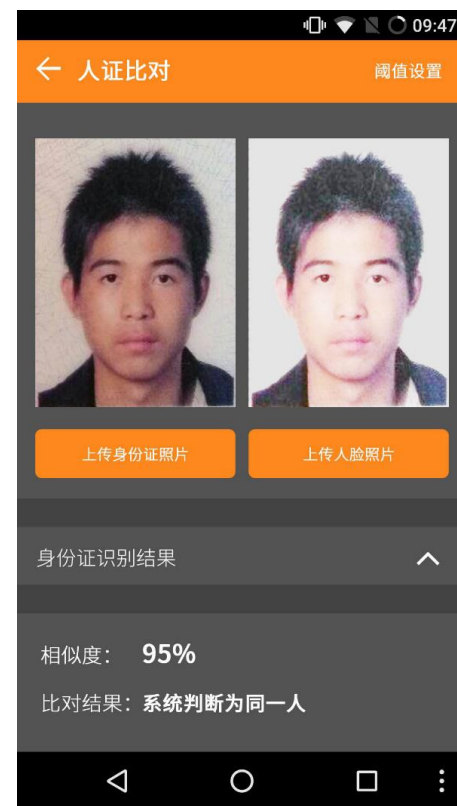 09:47
人证比对
阈值设置
上传身份证照片
上传人脸照片
身份证识别结果
相似度： 95%
比对结果：系统判断为同一人